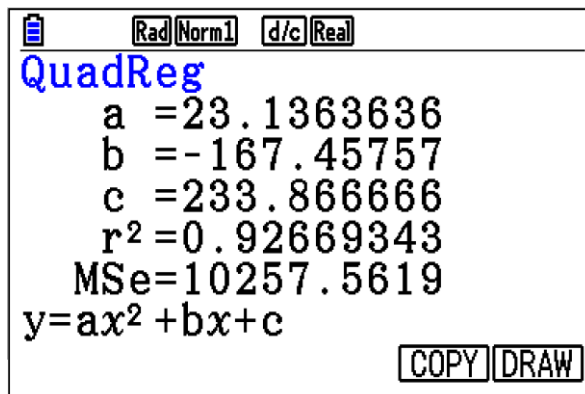 Rad Norm1 d/c Real
QuadReg
a =23.1363636
b =-167.45757
c =233.866666
r²=0.92669343
MSe=10257.5619
y=ax²+bx+c
COPY DRAW